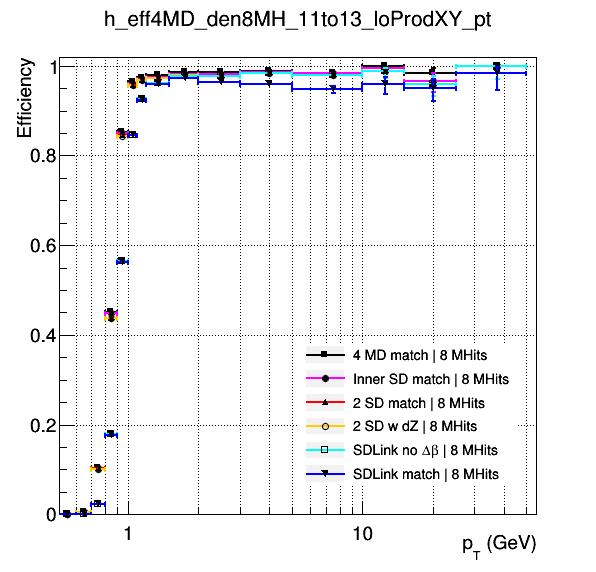 h_eff4MD_den8MH_11to13_loProdXY_pt
Efficiency
1
0.8
0.6
0.4
0.2
0
4 MD match | 8 MHits
Inner SD match | 8 MHits
2 SD match | 8 MHits
2 SD w dZ | 8 MHits
SDLink no Δβ | 8 MHits
SDLink match | 8 MHits
1
10
p_T (GeV)